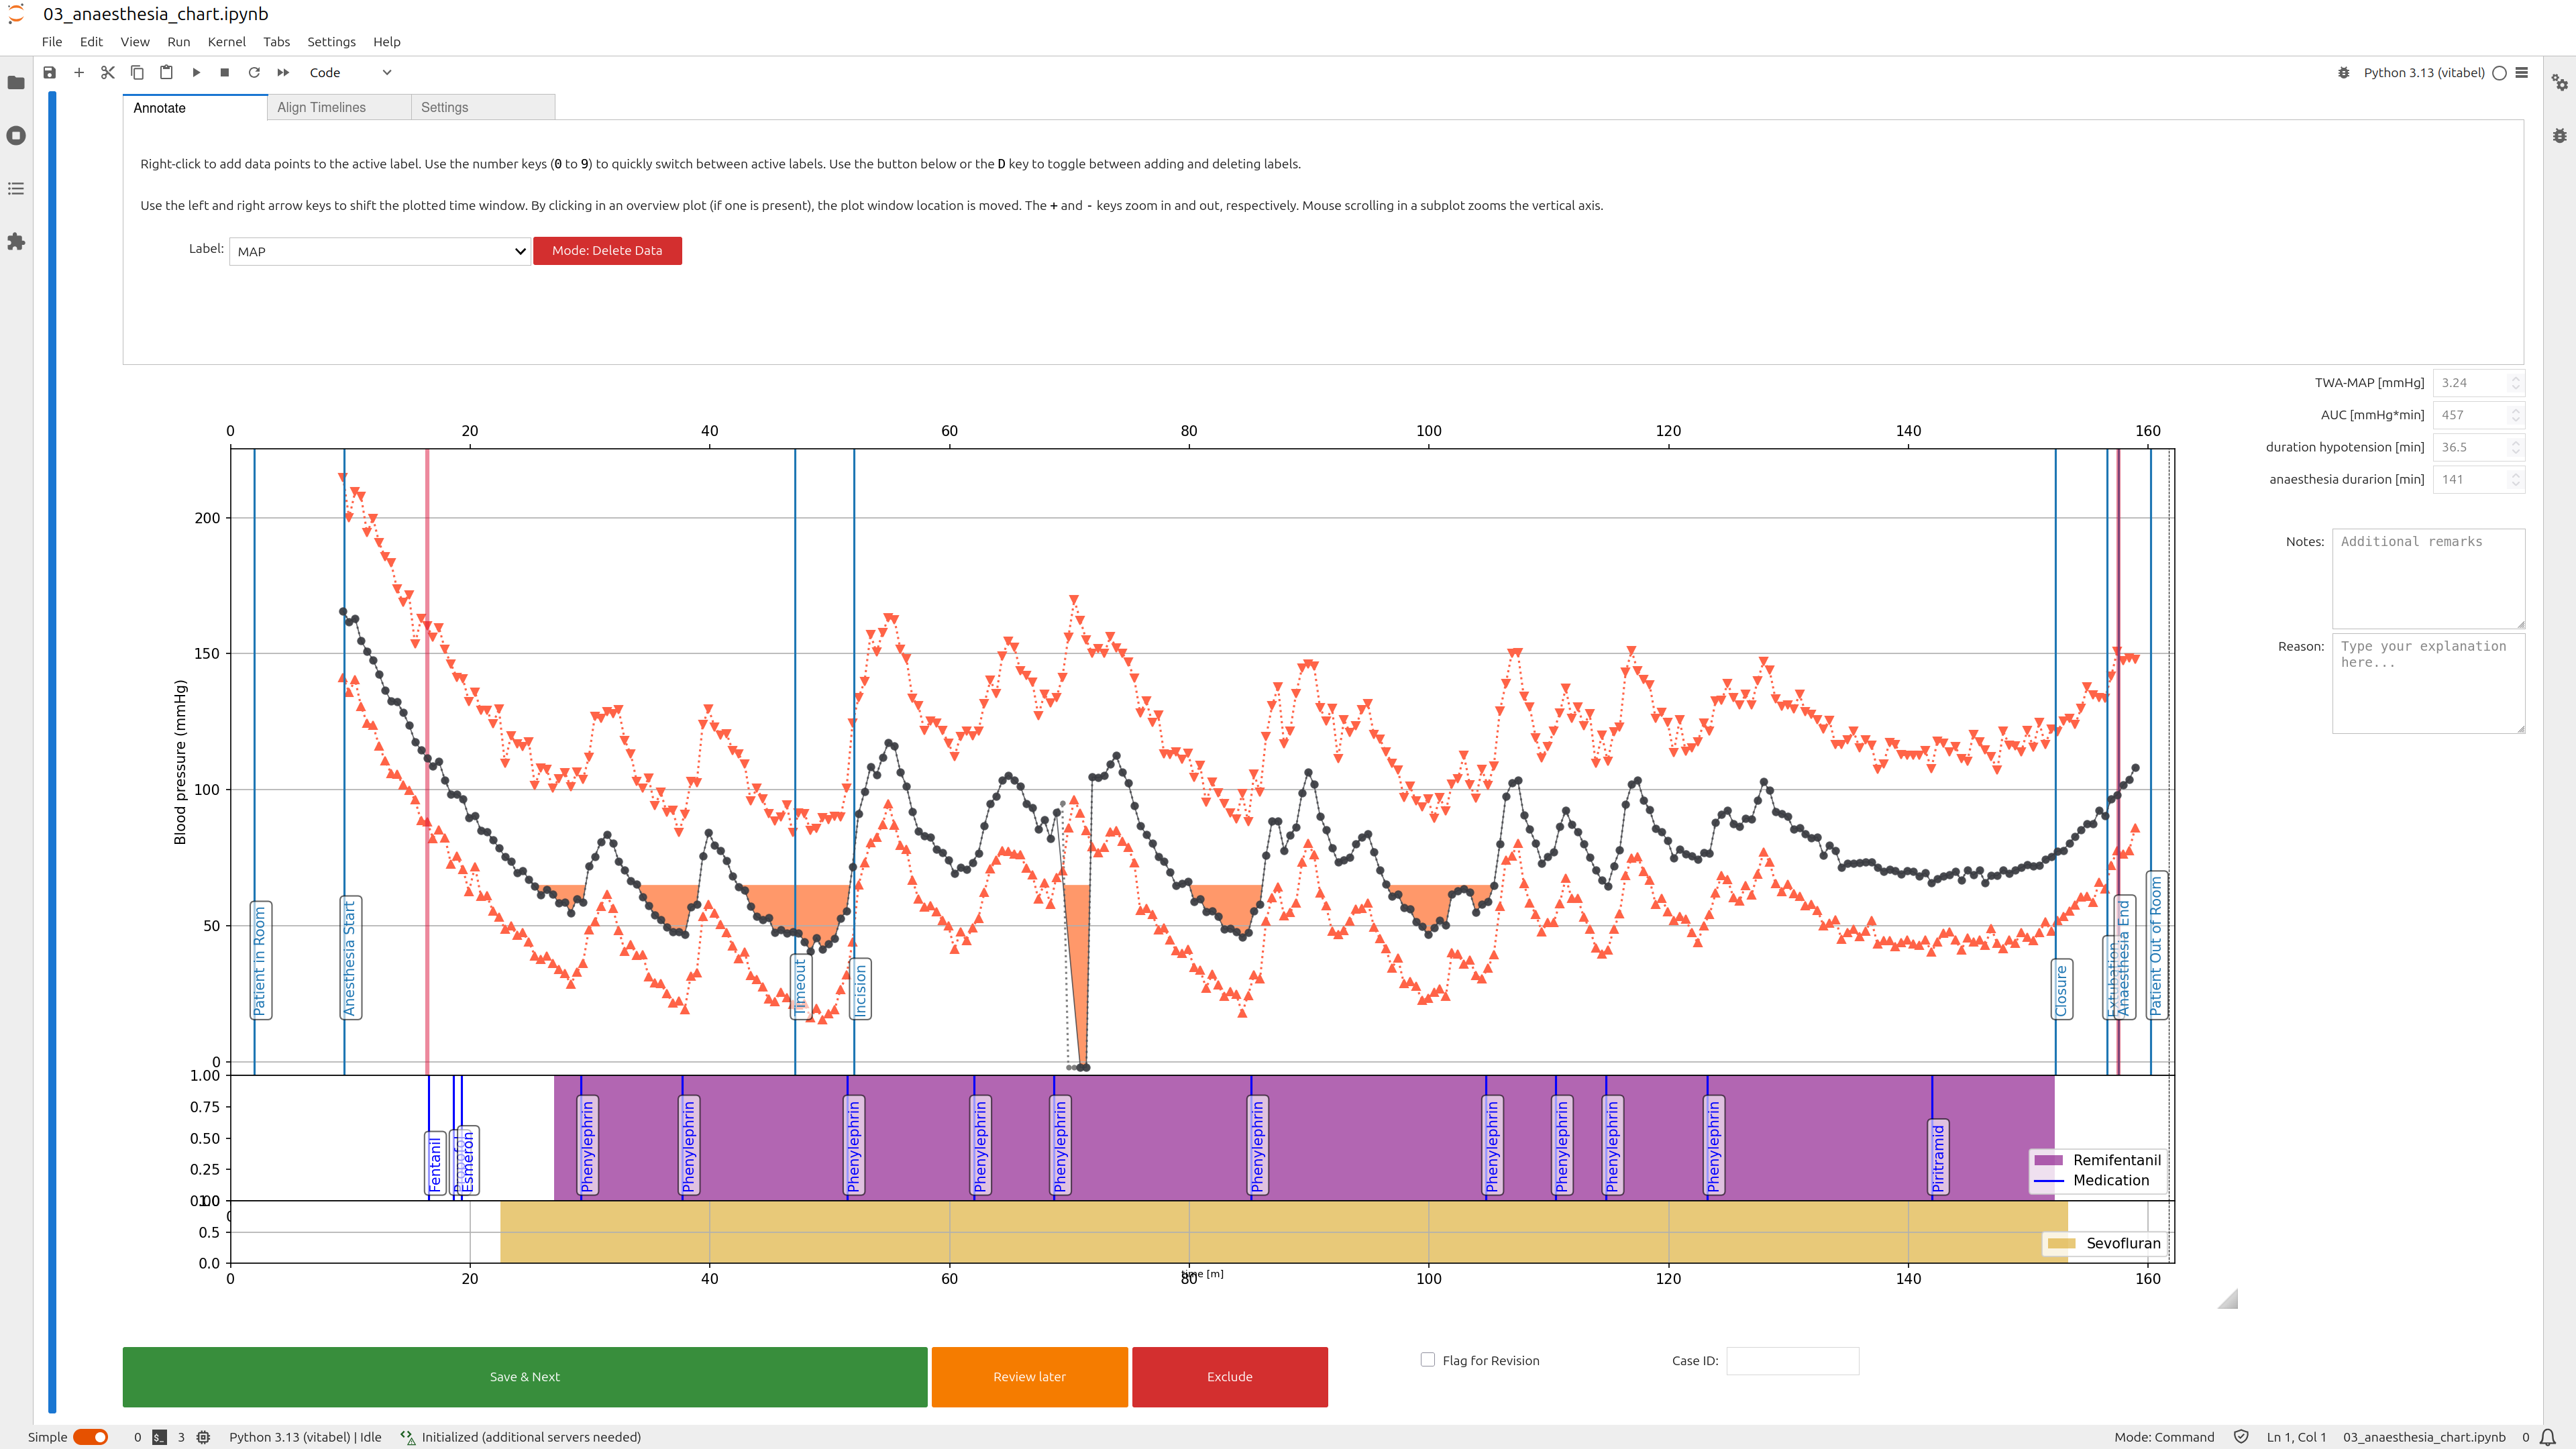 03_anaesthesia_chart.ipynb
File Edit View Run Kernel Tabs Settings Help
Code
Python 3.13 (vitabel)
Annotate Align Timelines Settings
Right-click to add data points to the active label. Use the number keys (0 to 9) to quickly switch between active labels. Use the button below or the D key to toggle between adding and deleting labels.
Use the left and right arrow keys to shift the plotted time window. By clicking in an overview plot (if one is present), the plot window location is moved. The + and - keys zoom in and out, respectively. Mouse scrolling in a subplot zooms the vertical axis.
Label: MAP Mode: Delete Data
TWA-MAP [mmHg] 3.24
AUC [mmHg*min] 457
duration hypotension [min] 36.5
anaesthesia durarion [min] 141
Notes: Additional remarks
Reason: Type your explanation
here...
0 20 40 60 80 100 120 140 160
200
150
100
50
0
Blood pressure (mmHg)
Patient in Room
Anesthesia Start
Timeout
Incision
Closure
Extubation
Anaesthesia End
Patient Out of Room
1.00
0.75
0.50
0.25
Fentanil
Esmeron
Phenylephrin
Phenylephrin
Phenylephrin
Phenylephrin
Phenylephrin
Phenylephrin
Phenylephrin
Phenylephrin
Phenylephrin
Phenylephrin
Piritramid
Remifentanil
Medication
0.5
0.0
Sevofluran
0 20 40 60 80 100 120 140 160
time [m]
Save & Next Review later Exclude Flag for Revision Case ID:
Simple 0 $_ 3 Python 3.13 (vitabel) | Idle Initialized (additional servers needed) Mode: Command Ln 1, Col 1 03_anaesthesia_chart.ipynb 0